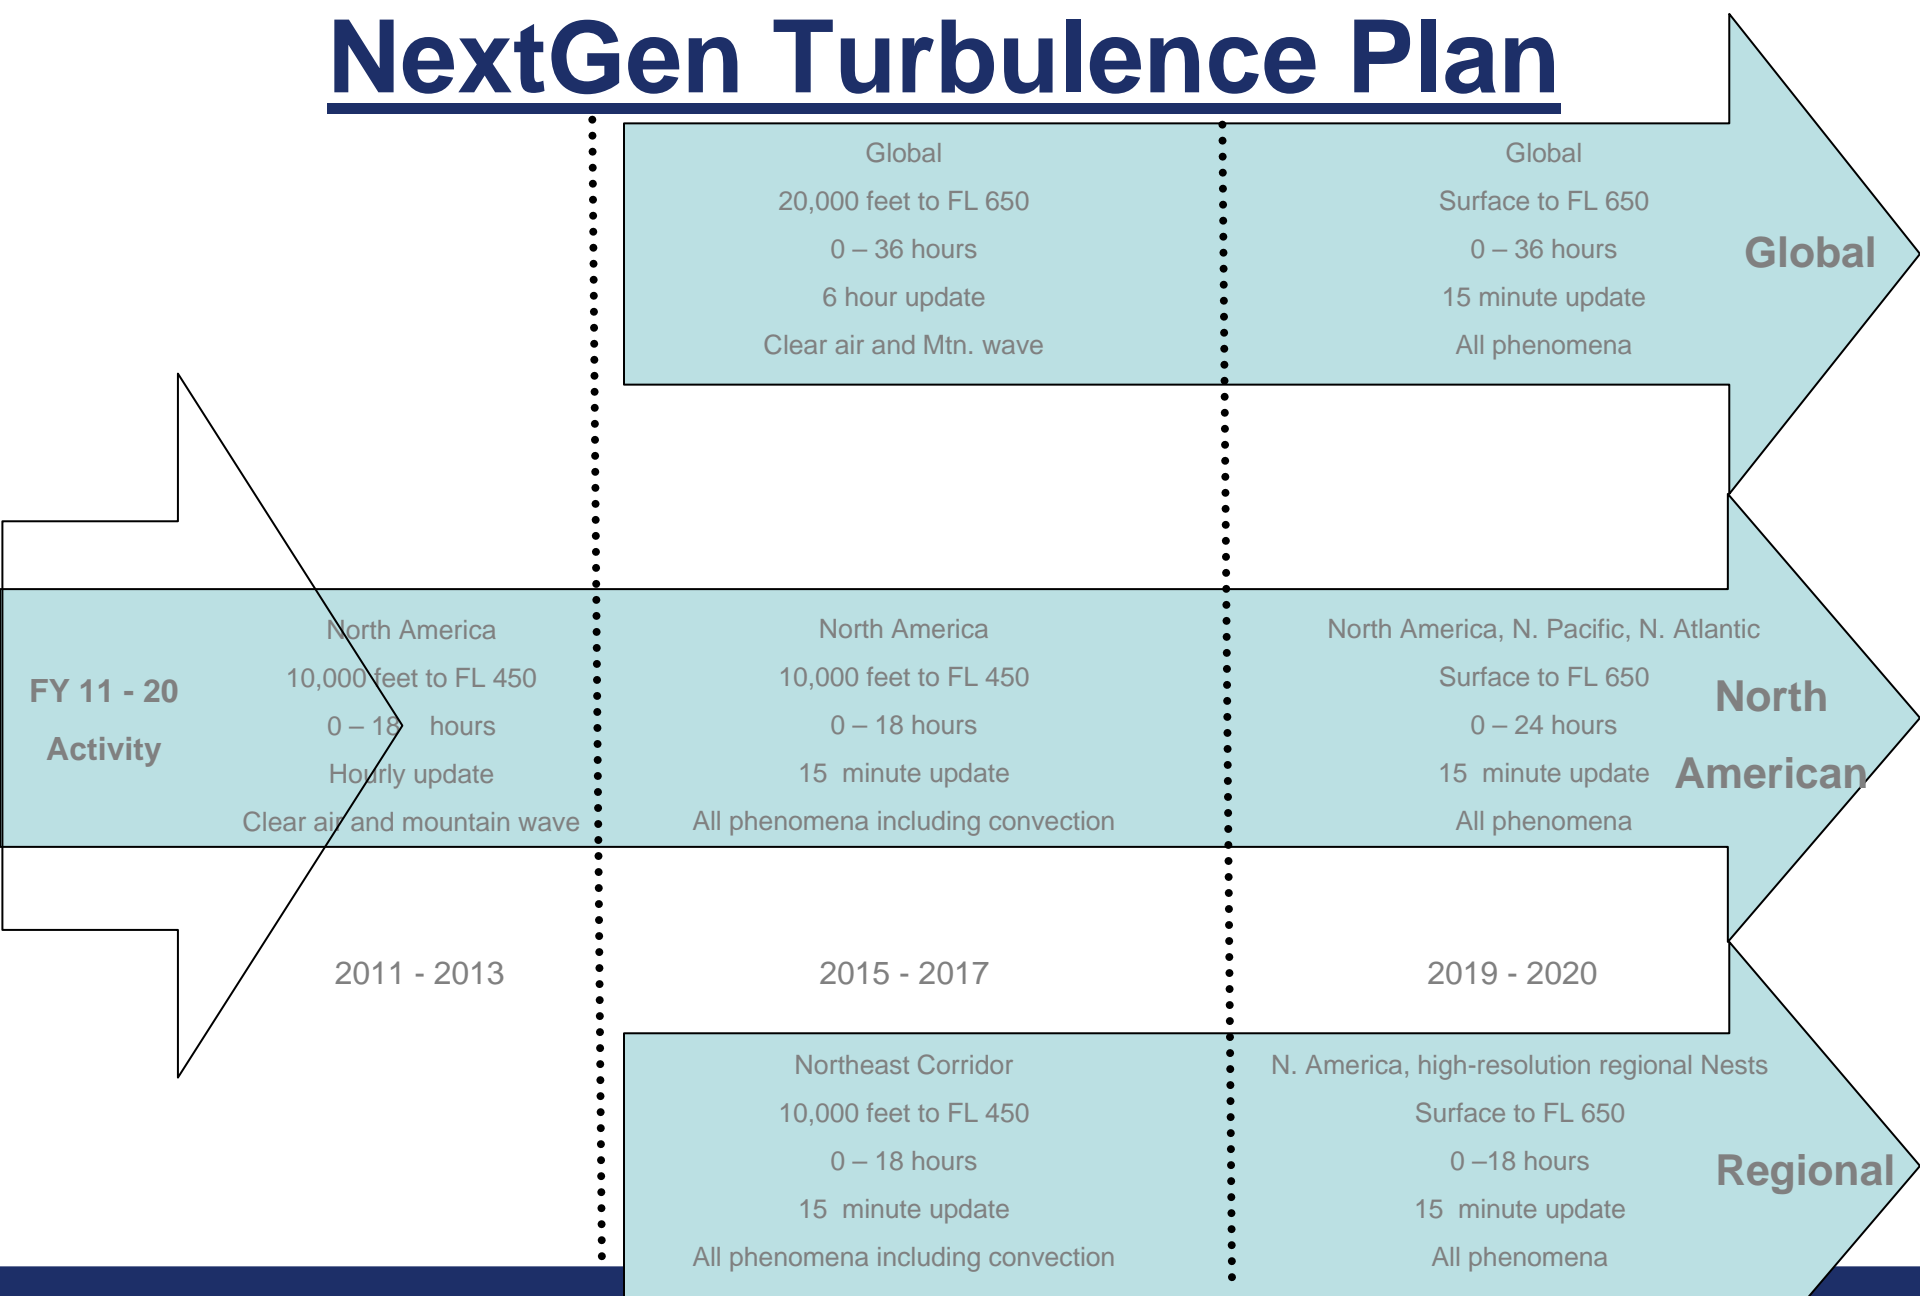 NextGen Turbulence Plan
Global
20,000 feet to FL 650
0 – 36 hours
6 hour update
Clear air and Mtn. wave
Global
Surface to FL 650
0 – 36 hours
15 minute update
All phenomena
Global
FY 11 - 20
Activity
North America
10,000 feet to FL 450
0 – 18 hours
Hourly update
Clear air and mountain wave
North America
10,000 feet to FL 450
0 – 18 hours
15 minute update
All phenomena including convection
North America, N. Pacific, N. Atlantic
Surface to FL 650
0 – 24 hours
15 minute update
All phenomena
North
American
2011 - 2013
2015 - 2017
2019 - 2020
Northeast Corridor
10,000 feet to FL 450
0 – 18 hours
15 minute update
All phenomena including convection
N. America, high-resolution regional Nests
Surface to FL 650
0 –18 hours
15 minute update
All phenomena
Regional